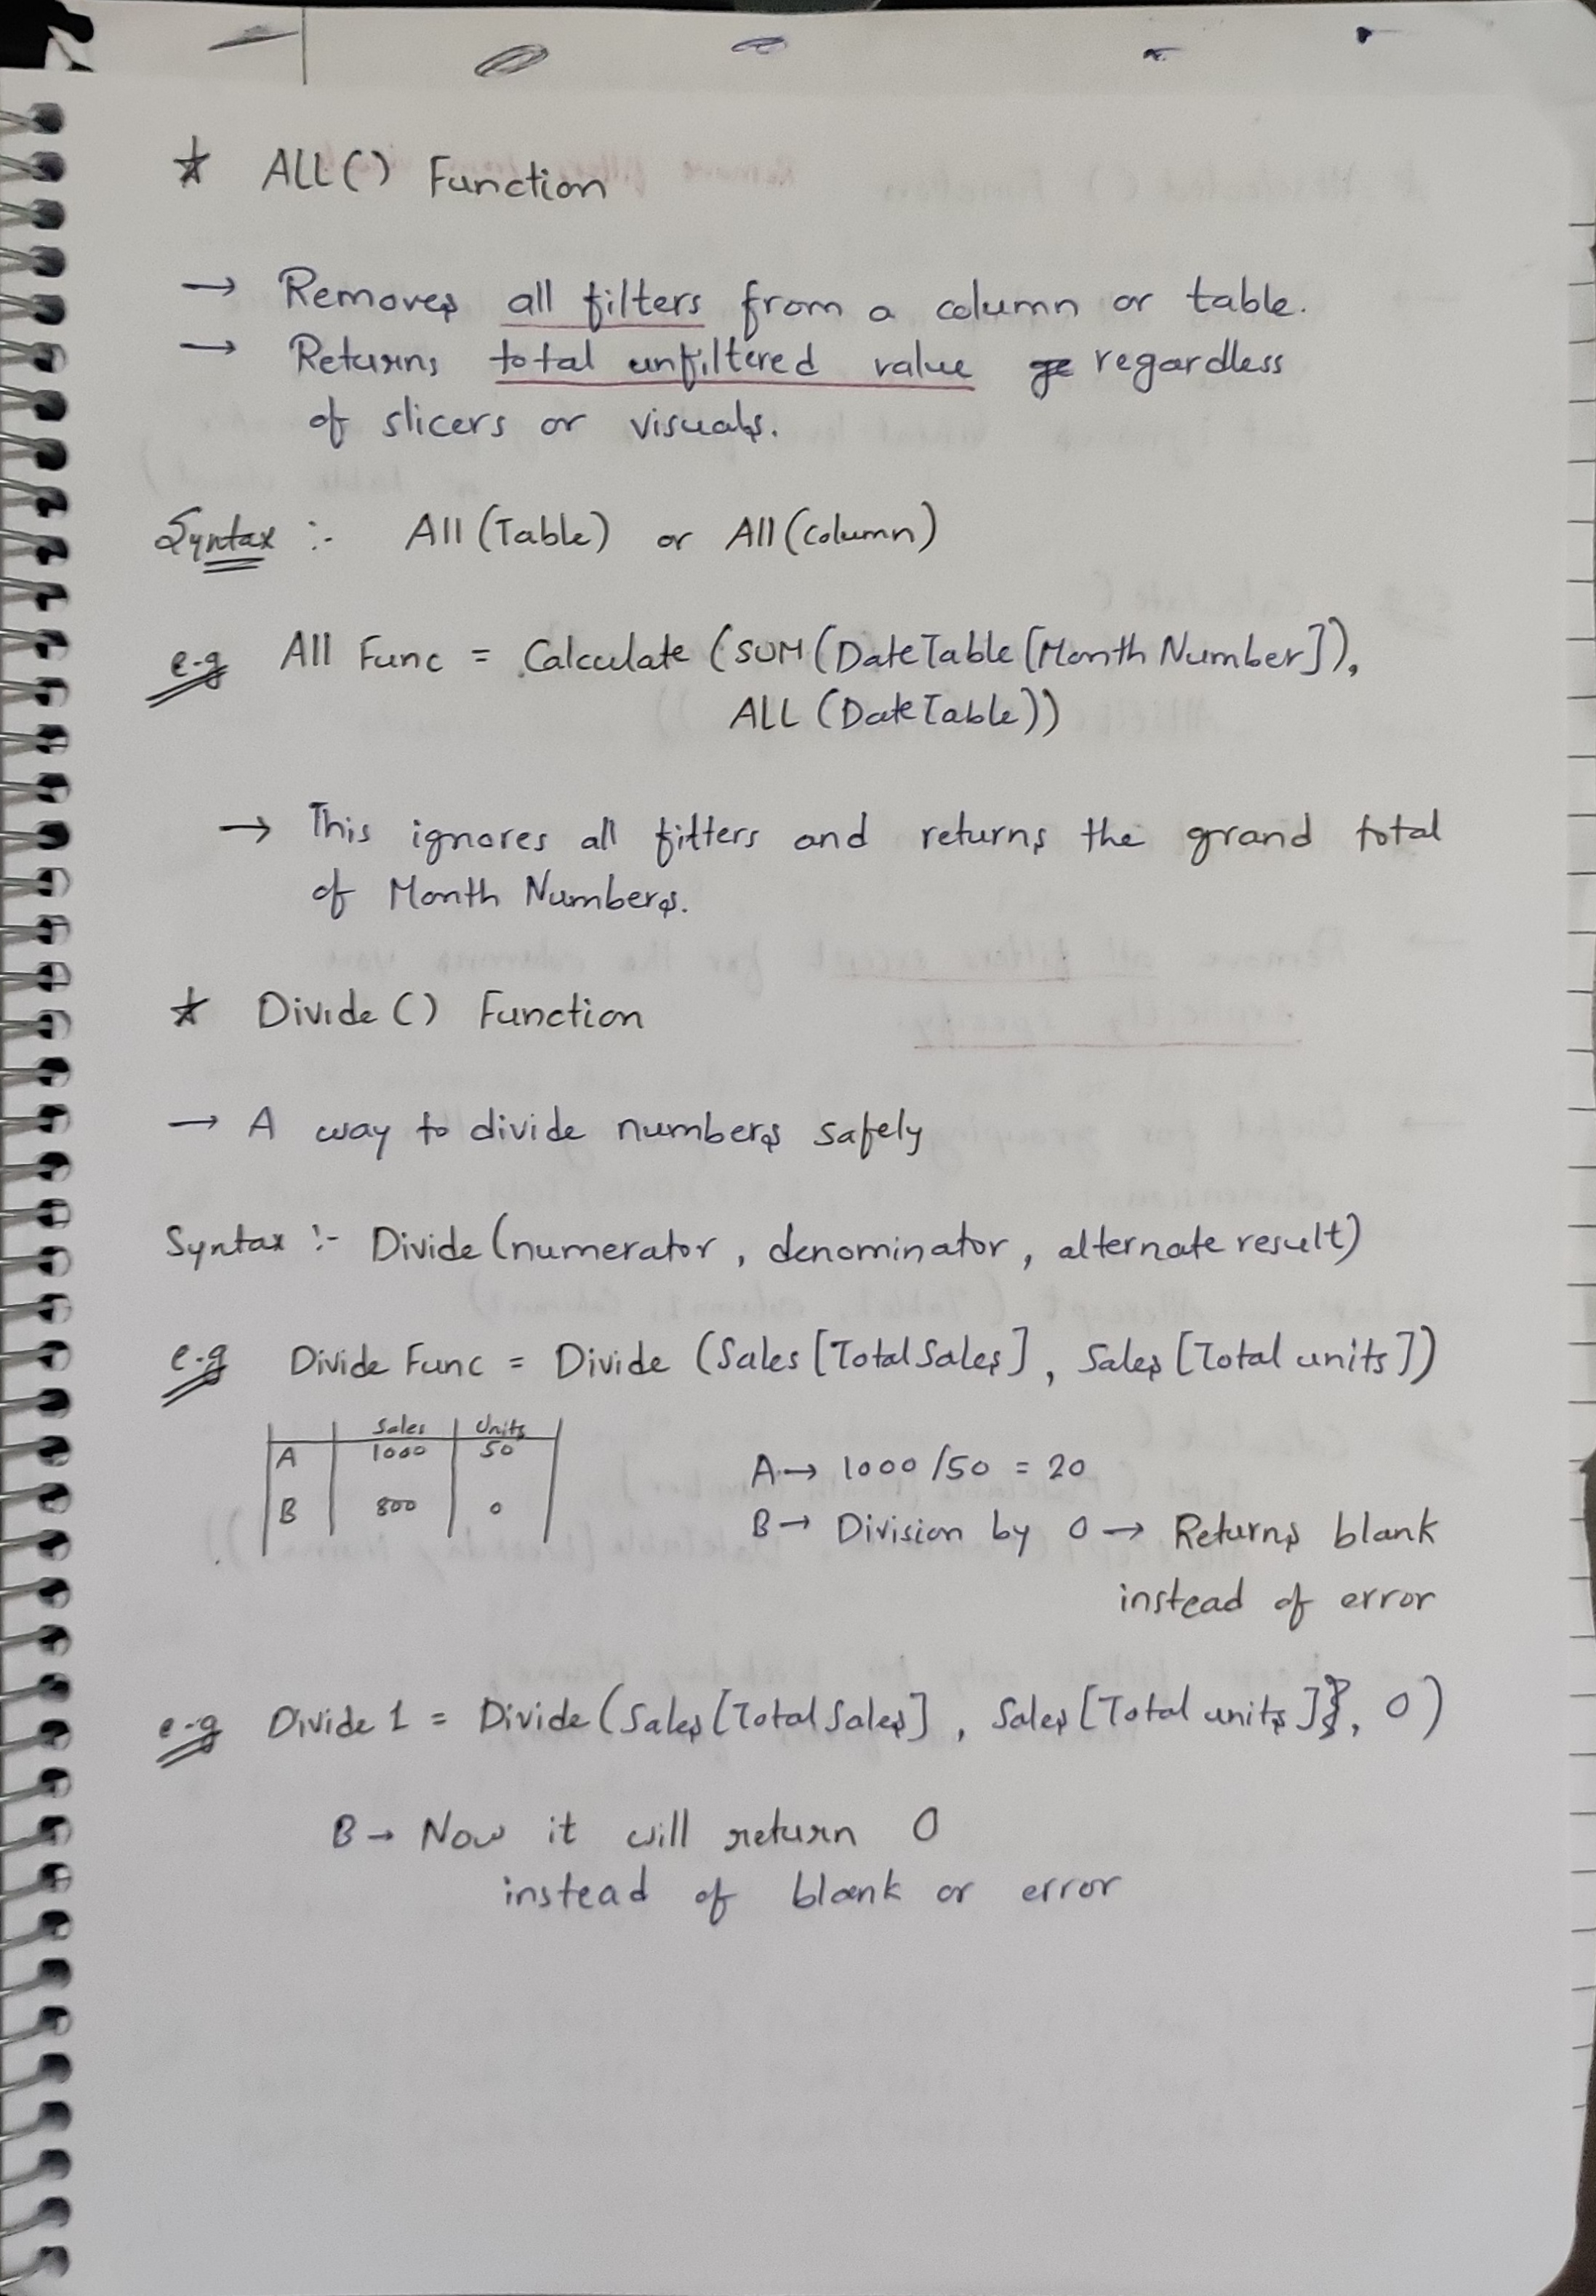 * ALL() Function
→ Removes all filters from a column or table.
→ Returns total unfiltered value regardless
of slicers or visuals.
Syntax :- All (Table) or All (Column)
e.g All Func = Calculate (SUM (DateTable [Month Number]),
ALL (DateTable))
→ This ignores all filters and returns the grand total
of Month Numbers.
* Divide () Function
→ A way to divide numbers safely
Syntax :- Divide (numerator, denominator, alternate result)
e.g Divide Func = Divide (Sales [Total Sales], Sales [Total units])
Sales Units
A 1000 50
B 800 0
A → 1000 /50 = 20
B → Division by 0 → Returns blank
instead of error
e.g Divide 1 = Divide (Sales [Total Sales], Sales [Total units], 0)
B → Now it will return 0
instead of blank or error